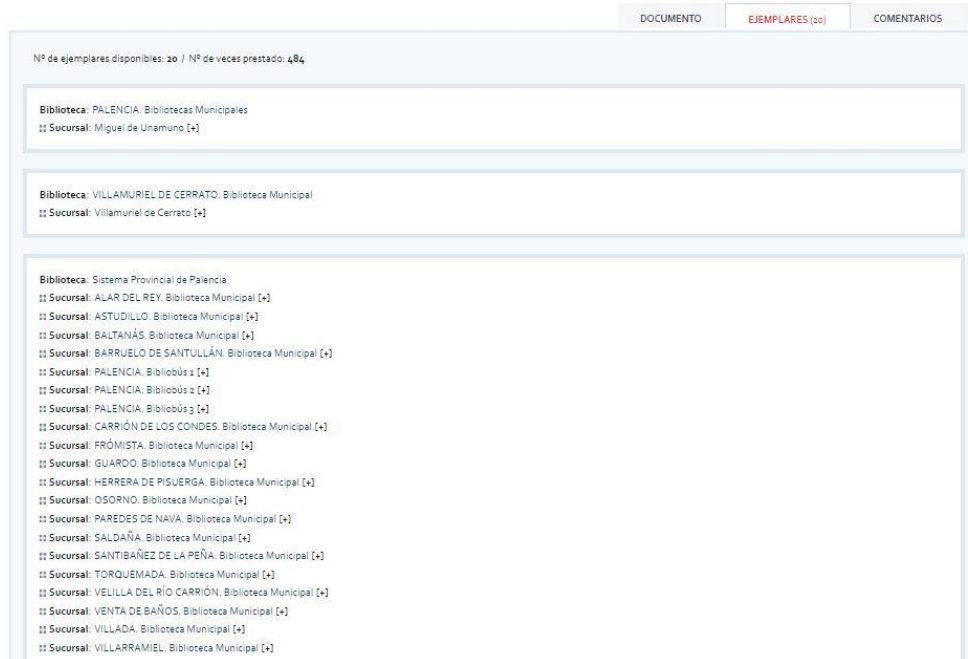 DOCUMENTO EJEMPLARES (20) COMENTARIOS
Nº de ejemplares disponibles: 20 / Nº de veces prestado: 484
Biblioteca: PALENCIA. Bibliotecas Municipales
Sucursal: Miguel de Unamuno [+]
Biblioteca: VILLAMURIEL DE CERRATO. Biblioteca Municipal
Sucursal: Villamuriel de Cerrato [+]
Biblioteca: Sistema Provincial de Palencia
Sucursal: ALAR DEL REY. Biblioteca Municipal [+]
Sucursal: ASTUDILLO. Biblioteca Municipal [+]
Sucursal: BALTANÁS. Biblioteca Municipal [+]
Sucursal: BARRUELO DE SANTULLÁN. Biblioteca Municipal [+]
Sucursal: PALENCIA. Bibliobús 1 [+]
Sucursal: PALENCIA. Bibliobús 2 [+]
Sucursal: PALENCIA. Bibliobús 3 [+]
Sucursal: CARRIÓN DE LOS CONDES. Biblioteca Municipal [+]
Sucursal: FRÓMISTA. Biblioteca Municipal [+]
Sucursal: GUARDO. Biblioteca Municipal [+]
Sucursal: HERRERA DE PISUERGA. Biblioteca Municipal [+]
Sucursal: OSORNO. Biblioteca Municipal [+]
Sucursal: PAREDES DE NAVA. Biblioteca Municipal [+]
Sucursal: SALDAÑA. Biblioteca Municipal [+]
Sucursal: SANTIBAÑEZ DE LA PEÑA. Biblioteca Municipal [+]
Sucursal: TORQUEMADA. Biblioteca Municipal [+]
Sucursal: VELILLA DEL RÍO CARRIÓN. Biblioteca Municipal [+]
Sucursal: VENTA DE BAÑOS. Biblioteca Municipal [+]
Sucursal: VILLADA. Biblioteca Municipal [+]
Sucursal: VILLARRAMIEL. Biblioteca Municipal [+]